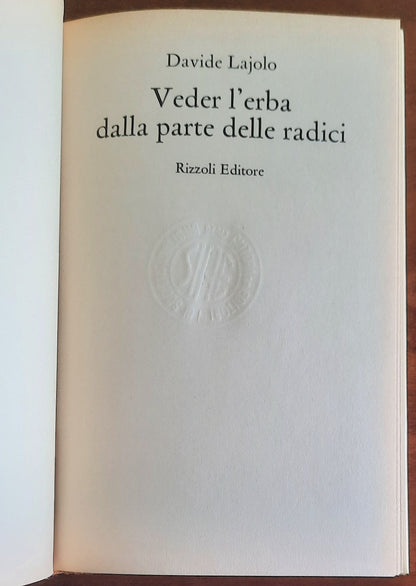 Davide Lajolo
Veder l'erba
dalla parte delle radici
Rizzoli Editore